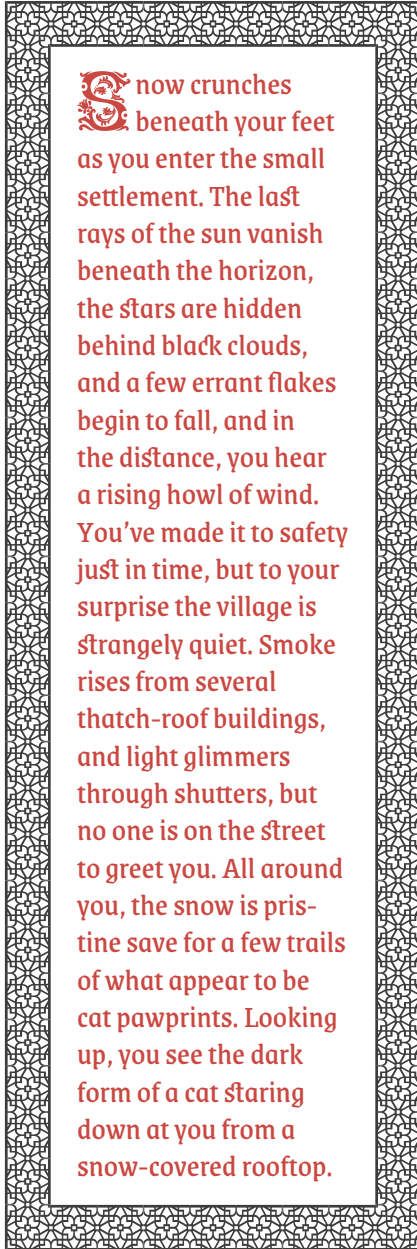 Snow crunches
beneath your feet
as you enter the small
settlement. The last
rays of the sun vanish
beneath the horizon,
the stars are hidden
behind black clouds,
and a few errant flakes
begin to fall, and in
the distance, you hear
a rising howl of wind.
You’ve made it to safety
just in time, but to your
surprise the village is
strangely quiet. Smoke
rises from several
thatch-roof buildings,
and light glimmers
through shutters, but
no one is on the street
to greet you. All around
you, the snow is pris-
tine save for a few trails
of what appear to be
cat pawprints. Looking
up, you see the dark
form of a cat staring
down at you from a
snow-covered rooftop.